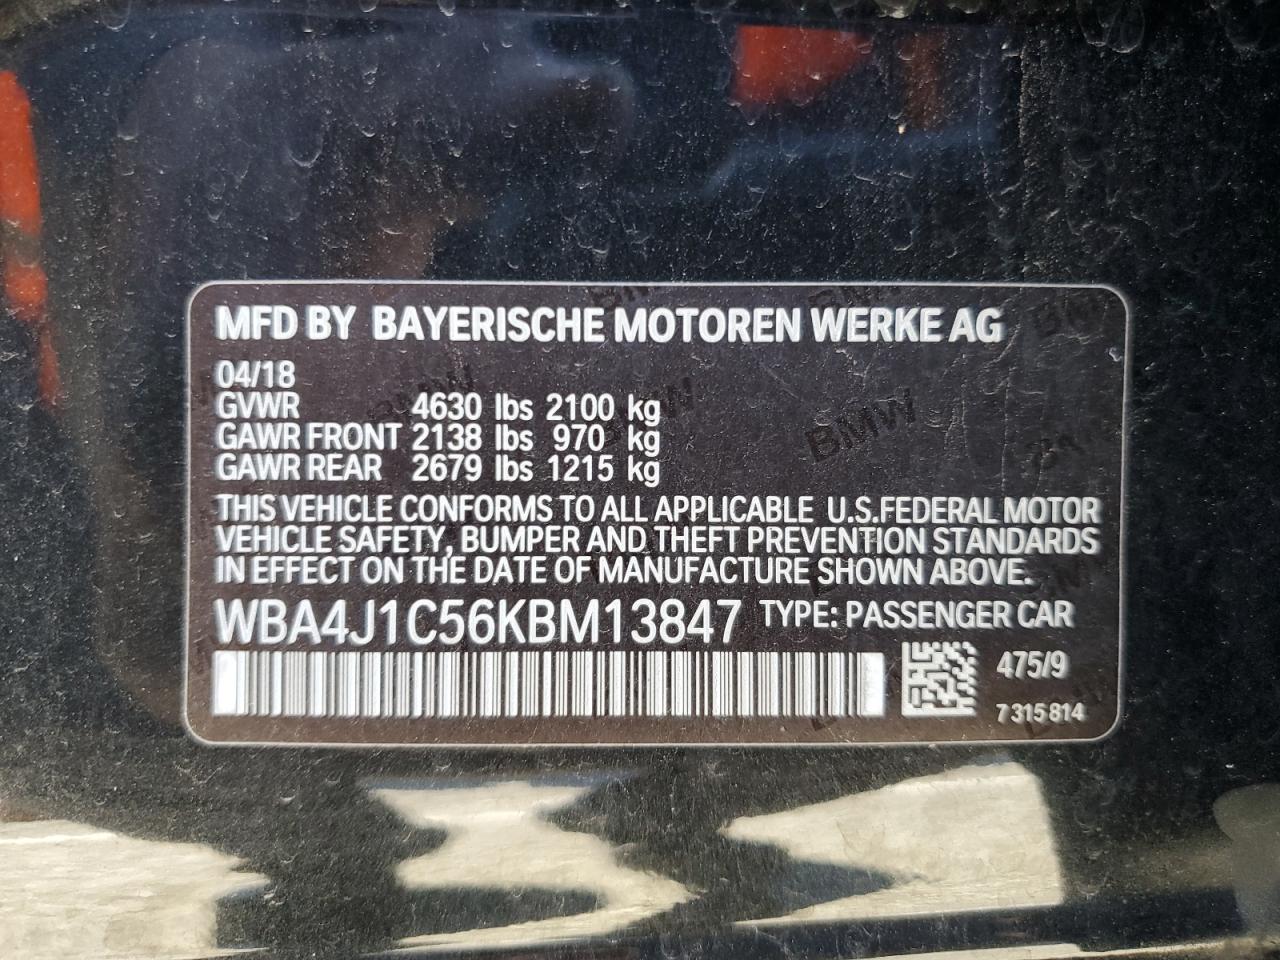 MFD BY BAYERISCHE MOTOREN WERKE AG
04/18
GVWR 4630 lbs 2100 kg
GAWR FRONT 2138 lbs 970 kg
GAWR REAR 2679 lbs 1215 kg
THIS VEHICLE CONFORMS TO ALL APPLICABLE U.S.FEDERAL MOTOR
VEHICLE SAFETY, BUMPER AND THEFT PREVENTION STANDARDS
IN EFFECT ON THE DATE OF MANUFACTURE SHOWN ABOVE.
WBA4J1C56KBM13847 TYPE: PASSENGER CAR
475/9
7 315 814